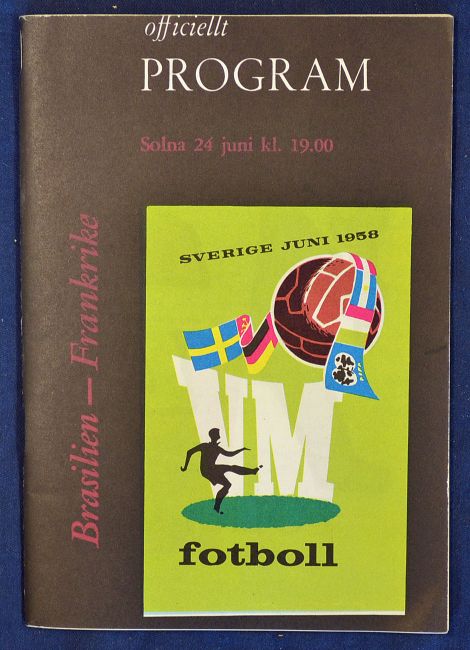 officiellt
PROGRAM
Solna 24 juni kl. 19.00
Brasilien — Frankrike
SVERIGE JUNI 1958
VM
fotboll